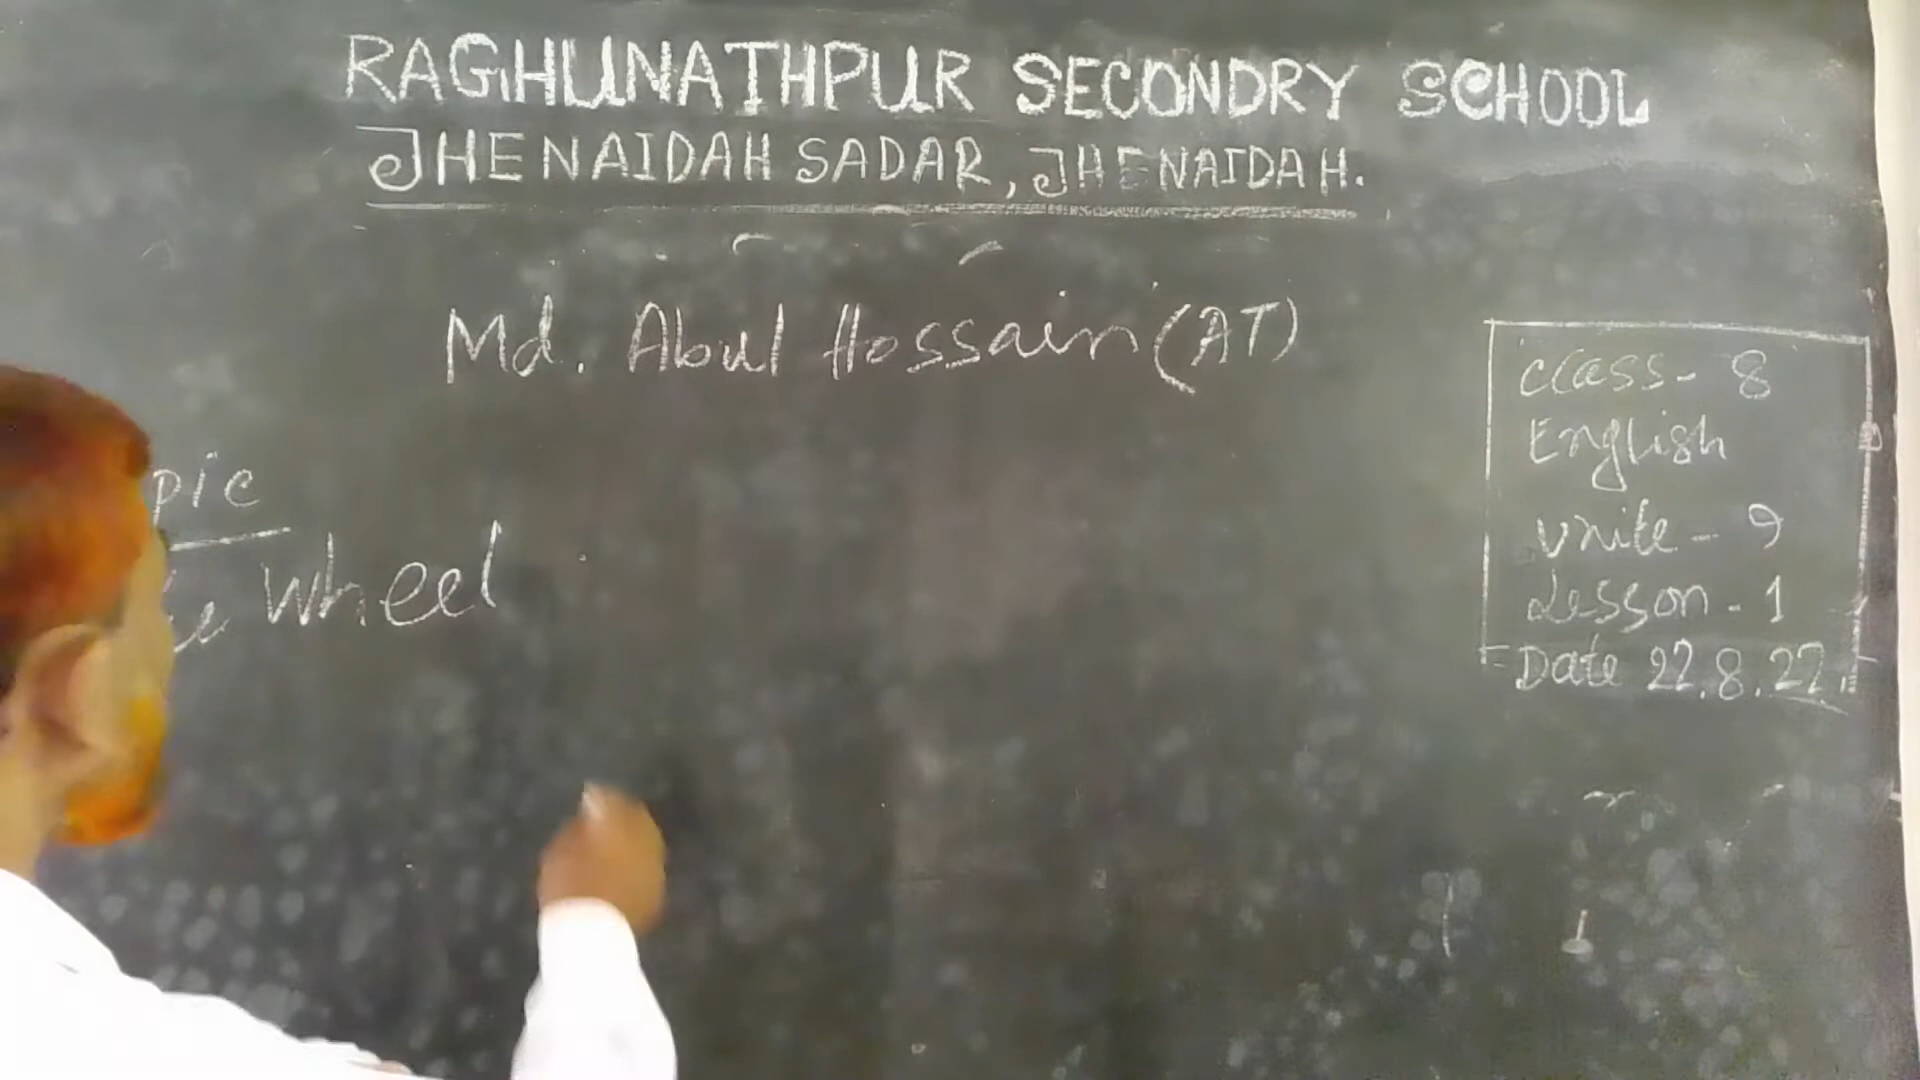 RAGHUNATHPUR SECONDRY SCHOOL
JHENAIDAH SADAR, JHENAIDAH.
Md. Abul Hossain (AT)
pic
Wheel
Class- 8
English
Unite - 9
Lesson - 1
Date 22.8.22